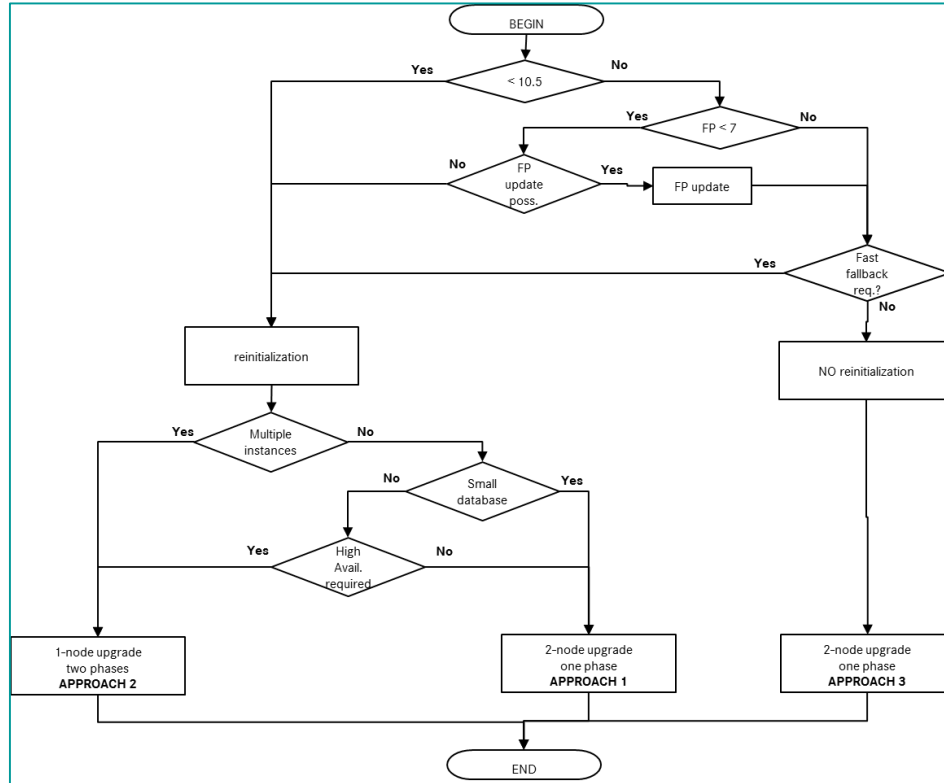 BEGIN
Yes
< 10.5
No
Yes
FP < 7
No
No
FP
update
poss.
Yes
FP update
Yes
Fast
fallback
req.?
No
reinitialization
NO reinitialization
Yes
Multiple
instances
No
No
Small
database
Yes
Yes
High
Avail.
required
No
1-node upgrade
two phases
APPROACH 2
2-node upgrade
one phase
APPROACH 1
2-node upgrade
one phase
APPROACH 3
END